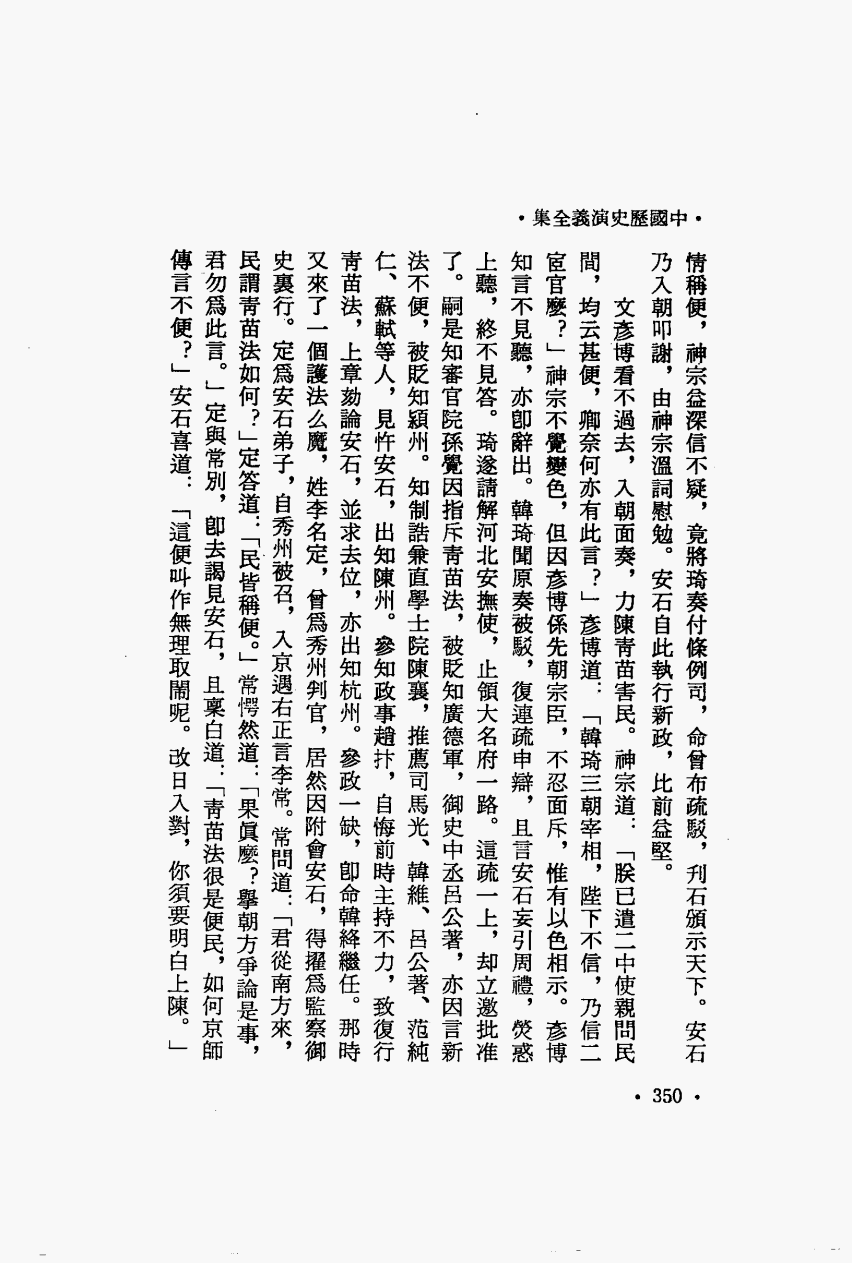 •中國歷史演義全集•
情稱便，神宗益深信不疑，竟將琦奏付條例司，命曾布疏駁，刋石頒示天下。安石
乃入朝叩謝，由神宗溫詞慰勉。安石自此執行新政，比前益堅。
文彥博看不過去，入朝面奏，力陳靑苗害民。神宗道：「朕已遣二中使親問民
間，均云甚便，卿奈何亦有此言？」彥博道：「韓琦三朝宰相，陛下不信，乃信二
宦官麼？」神宗不覺變色，但因彥博係先朝宗臣，不忍面斥，惟有以色相示。彥博
知言不見聽，亦卽辭出。韓琦聞原奏被駁，復連疏申辯，且言安石妄引周禮，熒惑
上聽，終不見答。琦遂請解河北安撫使，止領大名府一路。這疏一上，却立邀批准
了。嗣是知審官院孫覺因指斥靑苗法，被貶知廣德軍，御史中丞呂公著，亦因言新
法不便，被貶知潁州。知制誥兼直學士院陳襄，推薦司馬光、韓維、呂公著、范純
仁、蘇軾等人，見忤安石，出知陳州。參知政事趙抃，自悔前時主持不力，致復行
靑苗法，上章劾論安石，並求去位，亦出知杭州。參政一缺，卽命韓絳繼任。那時
又來了一個護法么魔，姓李名定，曾爲秀州判官，居然因附會安石，得擢爲監察御
史裏行。定爲安石弟子，自秀州被召，入京遇右正言李常。常問道：「君從南方來，
民謂靑苗法如何？」定答道：「民皆稱便。」常愕然道：「果眞麼？舉朝方爭論是事，
君勿爲此言。」定與常別，卽去謁見安石，且稟白道：「靑苗法很是便民，如何京師
傳言不便？」安石喜道：「這便叫作無理取鬧呢。改日入對，你須要明白上陳。」
•350•